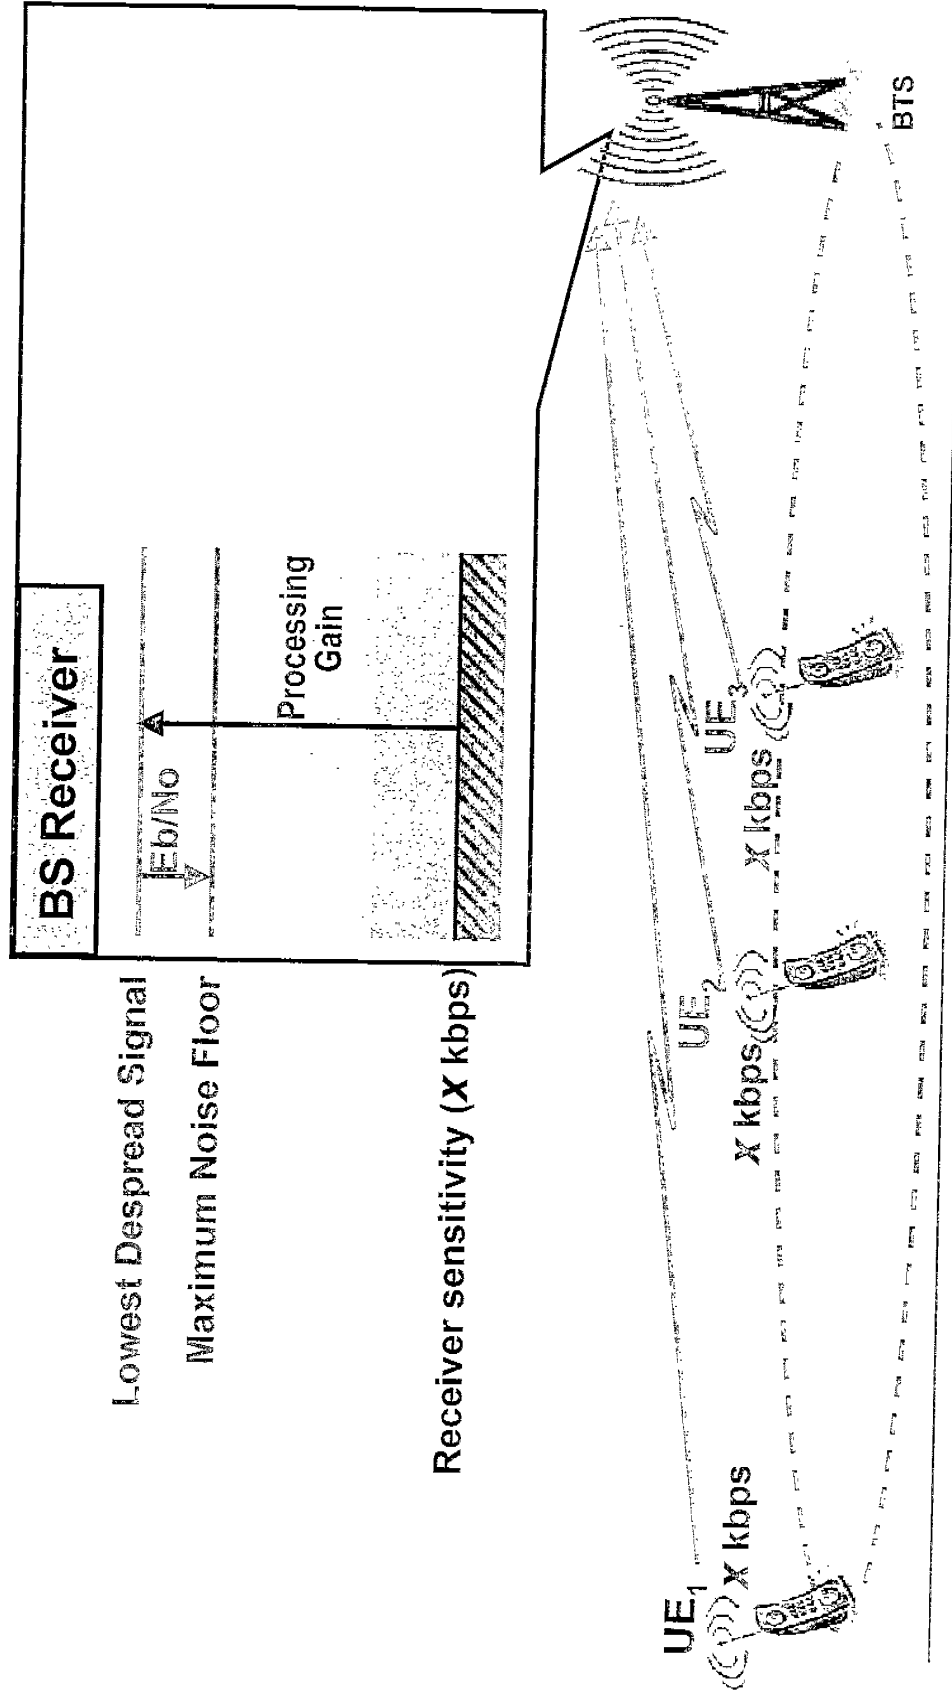 BS Receiver
Lowest Despread Signal
Eb/No
Maximum Noise Floor
Processing
Gain
Receiver sensitivity (X kbps)
UE1
X kbps
UE2
X kbps
UE3
X kbps
BTS